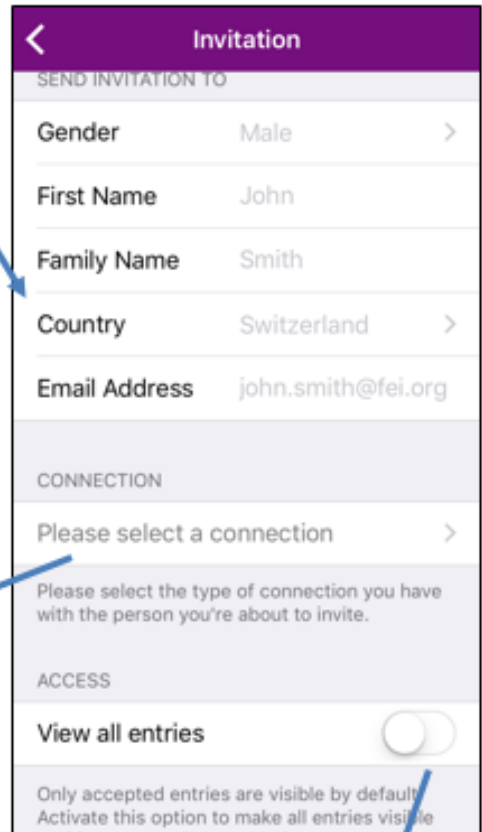 Invitation
SEND INVITATION TO
Gender Male
First Name John
Family Name Smith
Country Switzerland
Email Address john.smith@fei.org
CONNECTION
Please select a connection
Please select the type of connection you have
with the person you're about to invite.
ACCESS
View all entries
Only accepted entries are visible by default.
Activate this option to make all entries visible